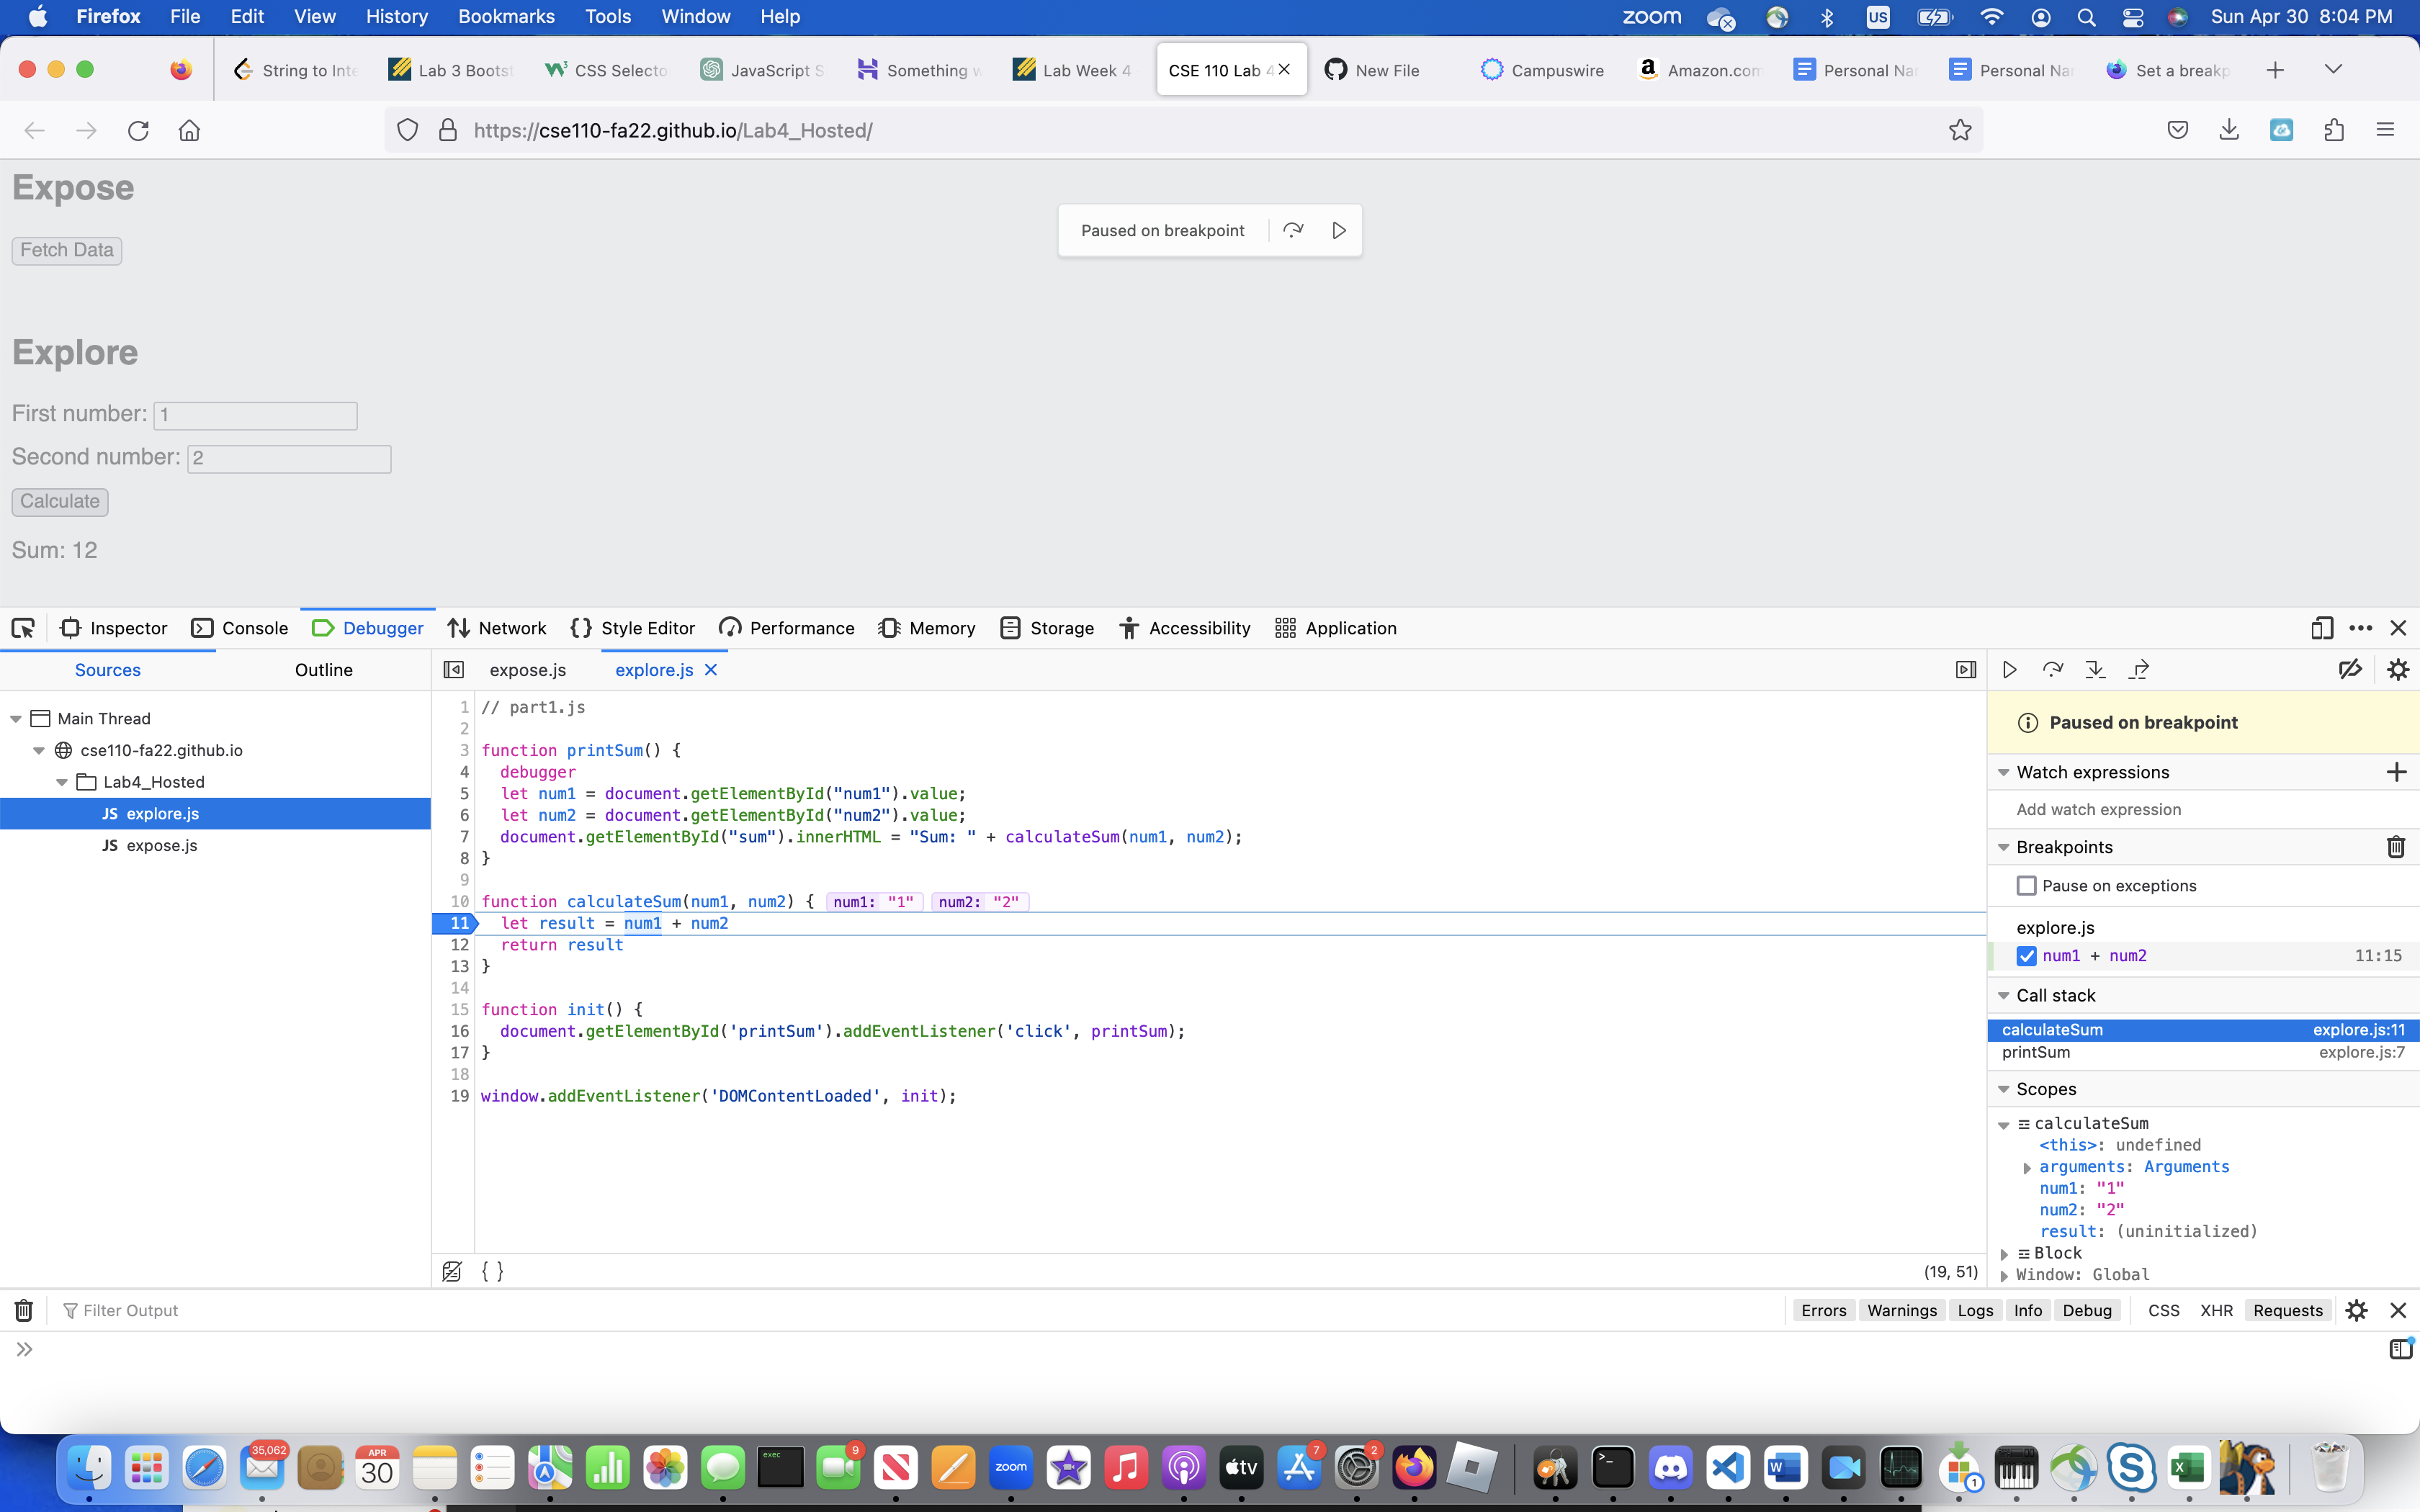 Firefox File Edit View History Bookmarks Tools Window Help zoom US Sun Apr 30 8:04 PM
String to Inte Lab 3 Bootst CSS Selecto JavaScript S Something w Lab Week 4 CSE 110 Lab 4 New File Campuswire Amazon.com Personal Nar Personal Nar Set a breakp
https://cse110-fa22.github.io/Lab4_Hosted/
Expose
Paused on breakpoint
Fetch Data
Explore
First number: 1
Second number: 2
Calculate
Sum: 12
Inspector Console Debugger Network Style Editor Performance Memory Storage Accessibility Application
Sources Outline expose.js explore.js
Main Thread
cse110-fa22.github.io
Lab4_Hosted
JS explore.js
JS expose.js
1 // part1.js
2
3 function printSum() {
4 debugger
5 let num1 = document.getElementById("num1").value;
6 let num2 = document.getElementById("num2").value;
7 document.getElementById("sum").innerHTML = "Sum: " + calculateSum(num1, num2);
8 }
9
10 function calculateSum(num1, num2) { num1: "1" num2: "2"
11 let result = num1 + num2
12 return result
13 }
14
15 function init() {
16 document.getElementById('printSum').addEventListener('click', printSum);
17 }
18
19 window.addEventListener('DOMContentLoaded', init);
(19, 51)
Paused on breakpoint
Watch expressions
Add watch expression
Breakpoints
Pause on exceptions
explore.js
num1 + num2 11:15
Call stack
calculateSum explore.js:11
printSum explore.js:7
Scopes
calculateSum
<this>: undefined
arguments: Arguments
num1: "1"
num2: "2"
result: (uninitialized)
Block
Window: Global
Filter Output Errors Warnings Logs Info Debug CSS XHR Requests
35,062 APR 30 exec 9 zoom tv 7 2 1